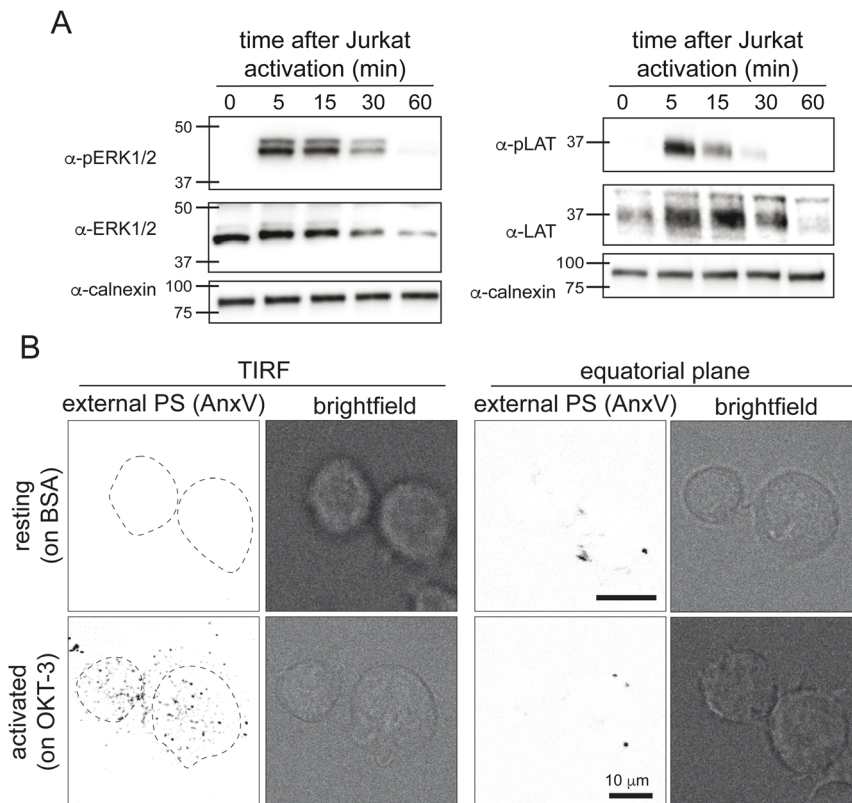 A
time after Jurkat
activation (min)
0 5 15 30 60
50
α-pERK1/2
37
50
α-ERK1/2
37
α-calnexin
100
75
time after Jurkat
activation (min)
0 5 15 30 60
α-pLAT 37
37
α-LAT
100
α-calnexin 75
B
TIRF
equatorial plane
external PS (AnxV) brightfield
external PS (AnxV) brightfield
resting
(on BSA)
activated
(on OKT-3)
10 μm